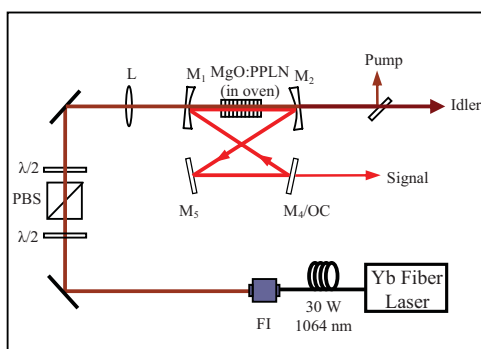 Pump
L
M1
MgO:PPLN
(in oven)
M2
Idler
λ/2
PBS
λ/2
M5
M4/OC
Signal
FI
30 W
1064 nm
Yb Fiber
Laser